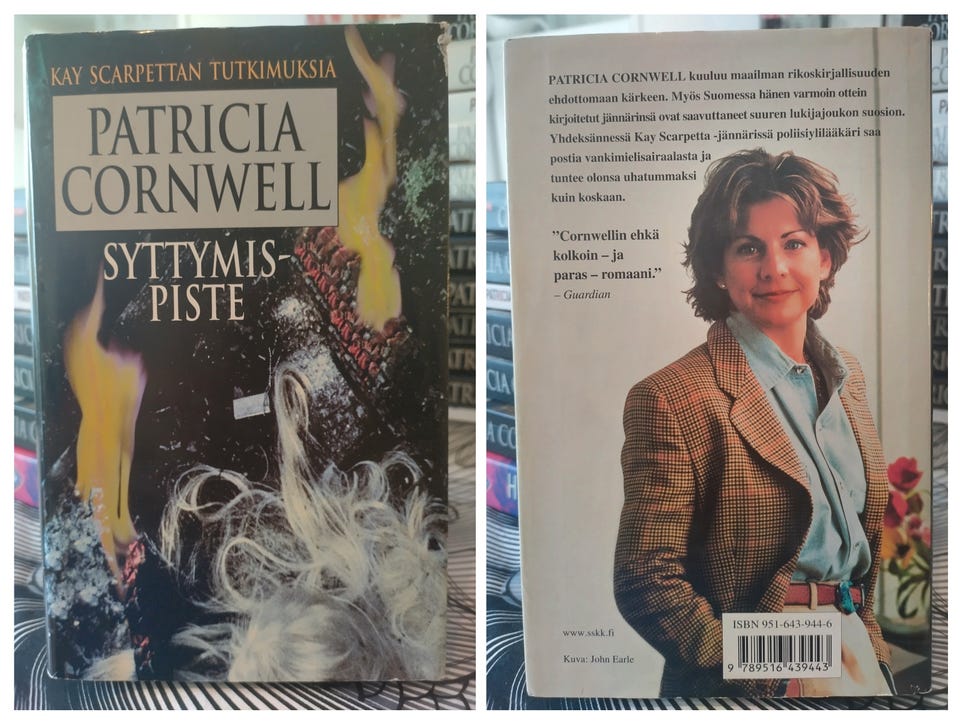 KAY SCARPETTAN TUTKIMUKSIA
PATRICIA
CORNWELL
SYTTYMIS-
PISTE
PATRICIA CORNWELL kuuluu maailman rikoskirjallisuuden
ehdottomaan kärkeen. Myös Suomessa hänen varmoin ottein
kirjoitetut jännärinsä ovat saavuttaneet suuren lukijajoukon suosion.
Yhdeksännessä Kay Scarpetta -jännärissä poliisiylilääkäri saa
postia vankimielisairaalasta ja
tuntee olonsa uhatummaksi
kuin koskaan.
”Cornwellin ehkä
kolkoin – ja
paras – romaani.”
– Guardian
www.sskk.fi
Kuva: John Earle
ISBN 951-643-944-6
9 789516 439443